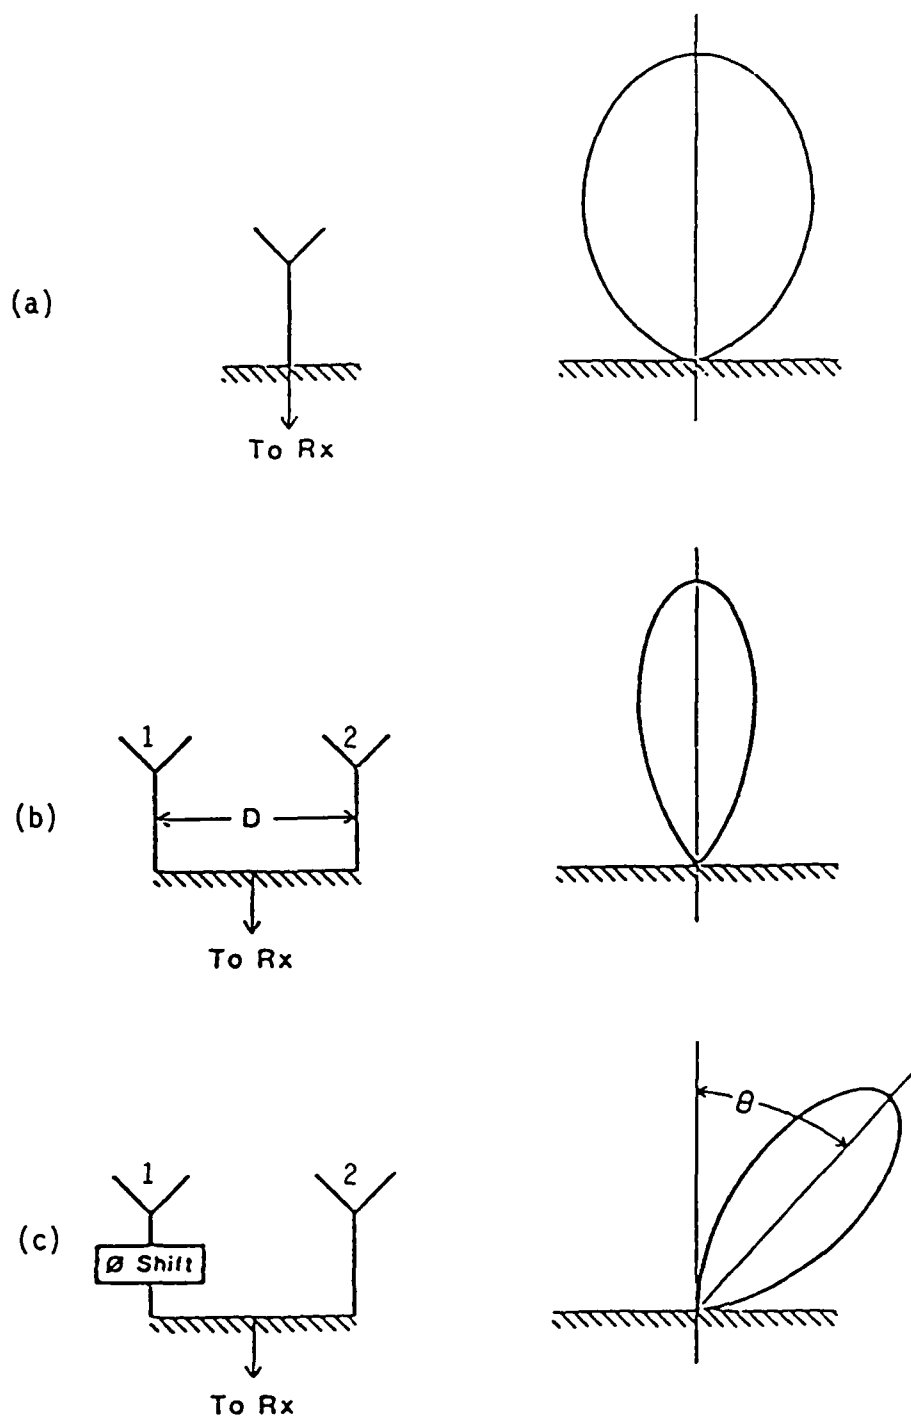 (a)
To Rx
1
2
(b)
D
To Rx
θ
1
2
(c)
Ø Shift
To Rx